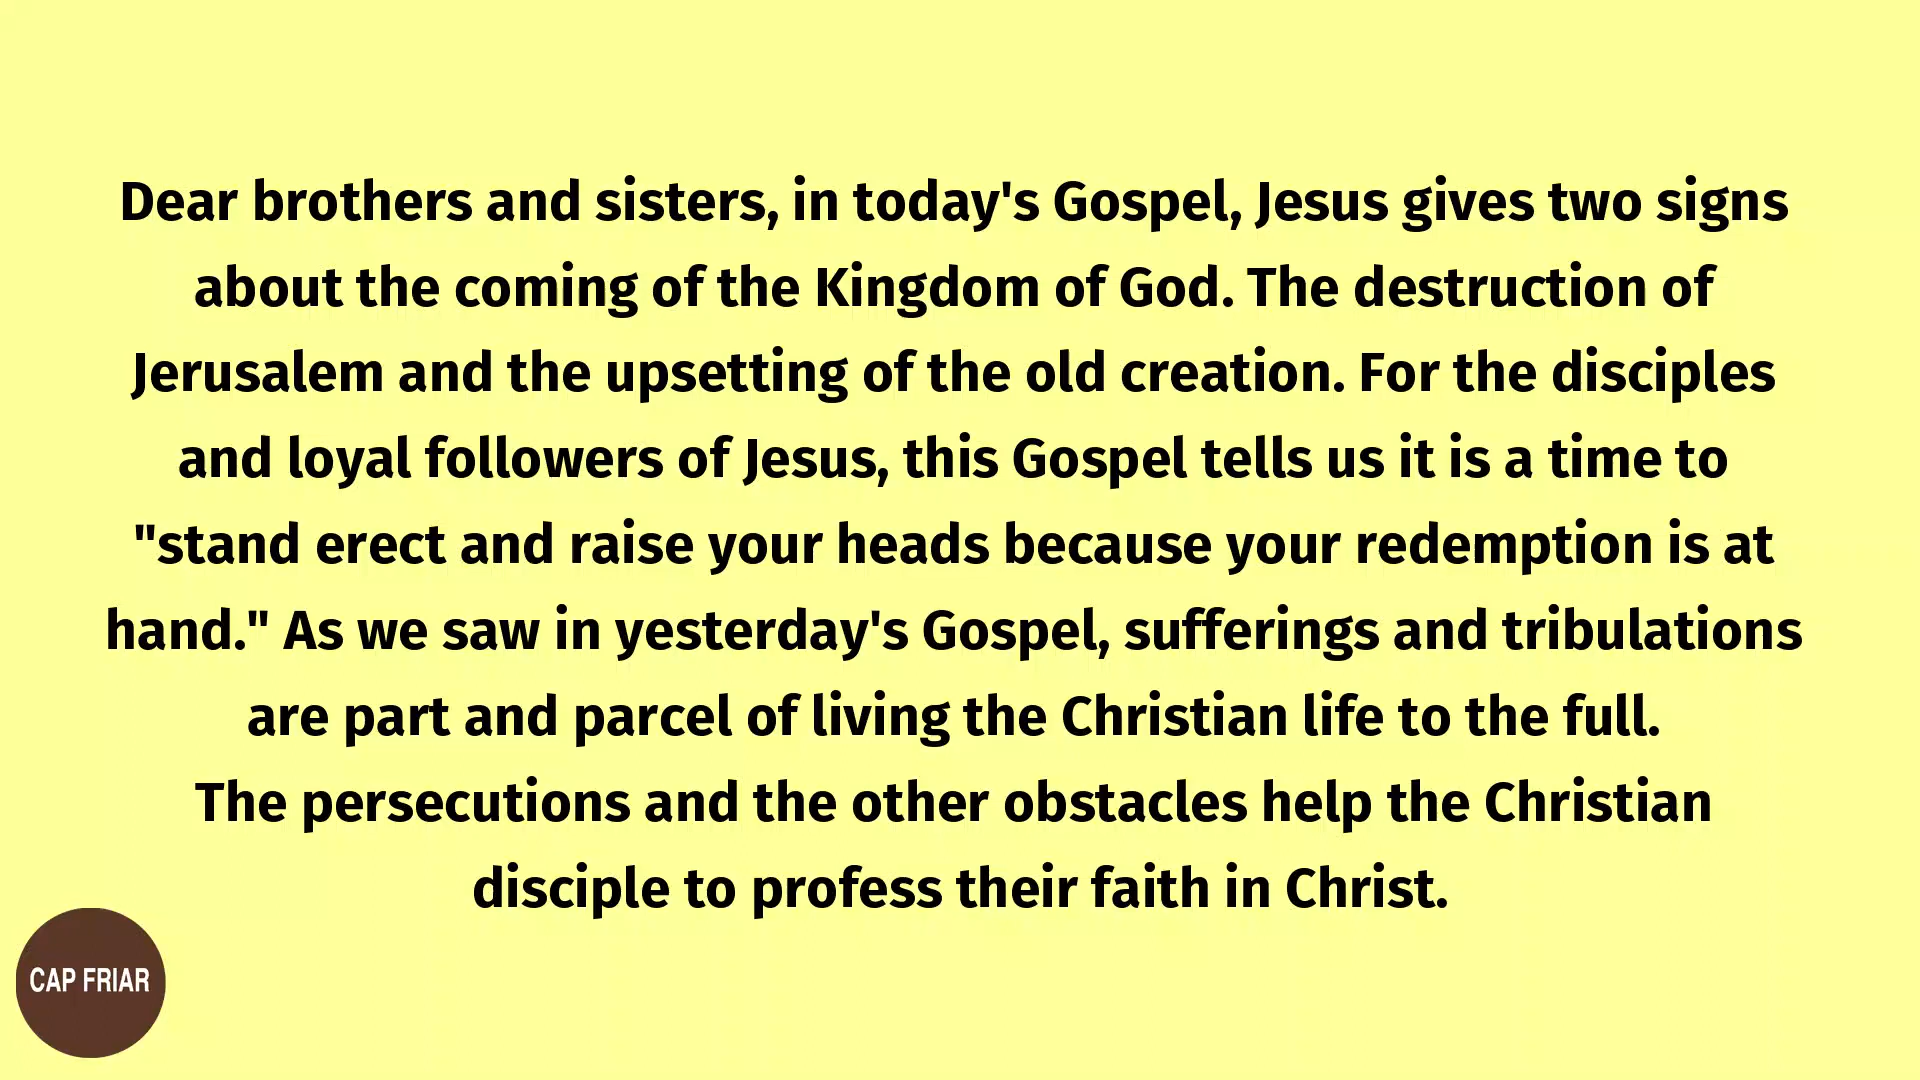 Dear brothers and sisters, in today's Gospel, Jesus gives two signs
about the coming of the Kingdom of God. The destruction of
Jerusalem and the upsetting of the old creation. For the disciples
and loyal followers of Jesus, this Gospel tells us it is a time to
"stand erect and raise your heads because your redemption is at
hand." As we saw in yesterday's Gospel, sufferings and tribulations
are part and parcel of living the Christian life to the full.
The persecutions and the other obstacles help the Christian
disciple to profess their faith in Christ.
CAP FRIAR